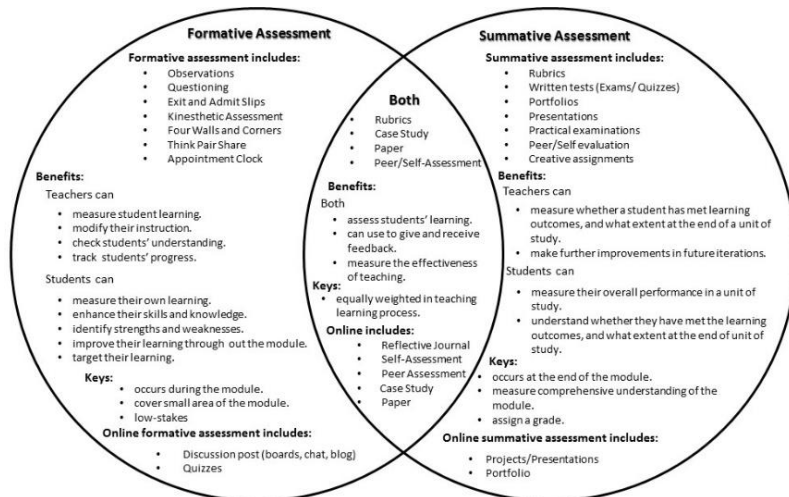 Formative Assessment
Formative assessment includes:
• Observations
• Questioning
• Exit and Admit Slips
• Kinesthetic Assessment
• Four Walls and Corners
• Think Pair Share
• Appointment Clock
Benefits:
Teachers can
• measure student learning.
• modify their instruction.
• check students' understanding.
• track students' progress.
Students can
• measure their own learning.
• enhance their skills and knowledge.
• identify strengths and weaknesses.
• improve their learning through out the module.
• target their learning.
Keys:
• occurs during the module.
• cover small area of the module.
• low-stakes
Online formative assessment includes:
• Discussion post (boards, chat, blog)
• Quizzes
Both
• Rubrics
• Case Study
• Paper
• Peer/Self-Assessment
Benefits:
Both
• assess students' learning.
• can use to give and receive
feedback.
• measure the effectiveness
of teaching.
Keys:
• equally weighted in teaching
learning process.
Online includes:
• Reflective Journal
• Self-Assessment
• Peer Assessment
• Case Study
• Paper
Summative Assessment
Summative assessment includes:
• Rubrics
• Written tests (Exams/ Quizzes)
• Portfolios
• Presentations
• Practical examinations
• Peer/Self evaluation
• Creative assignments
Benefits:
Teachers can
• measure whether a student has met learning
outcomes, and what extent at the end of a unit of
study.
• make further improvements in future iterations.
Students can
• measure their overall performance in a unit of
study.
• understand whether they have met the learning
outcomes, and what extent at the end of unit of
study.
Keys:
• occurs at the end of the module.
• measure comprehensive understanding of the
module.
• assign a grade.
Online summative assessment includes:
• Projects/Presentations
• Portfolio